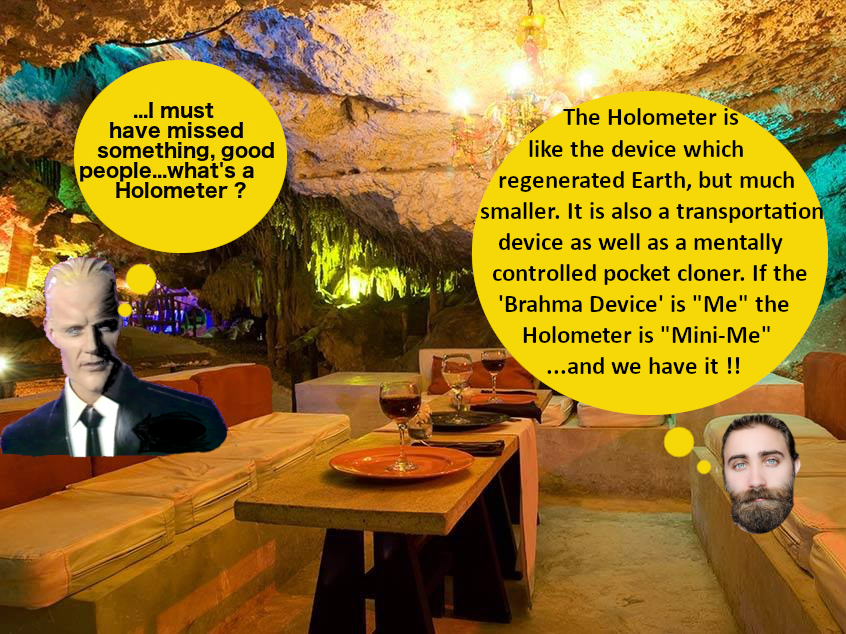 ...I must
have missed
something, good
people...what's a
Holometer ?
The Holometer is
like the device which
regenerated Earth, but much
smaller. It is also a transportation
device as well as a mentally
controlled pocket cloner. If the
'Brahma Device' is "Me" the
Holometer is "Mini-Me"
...and we have it !!